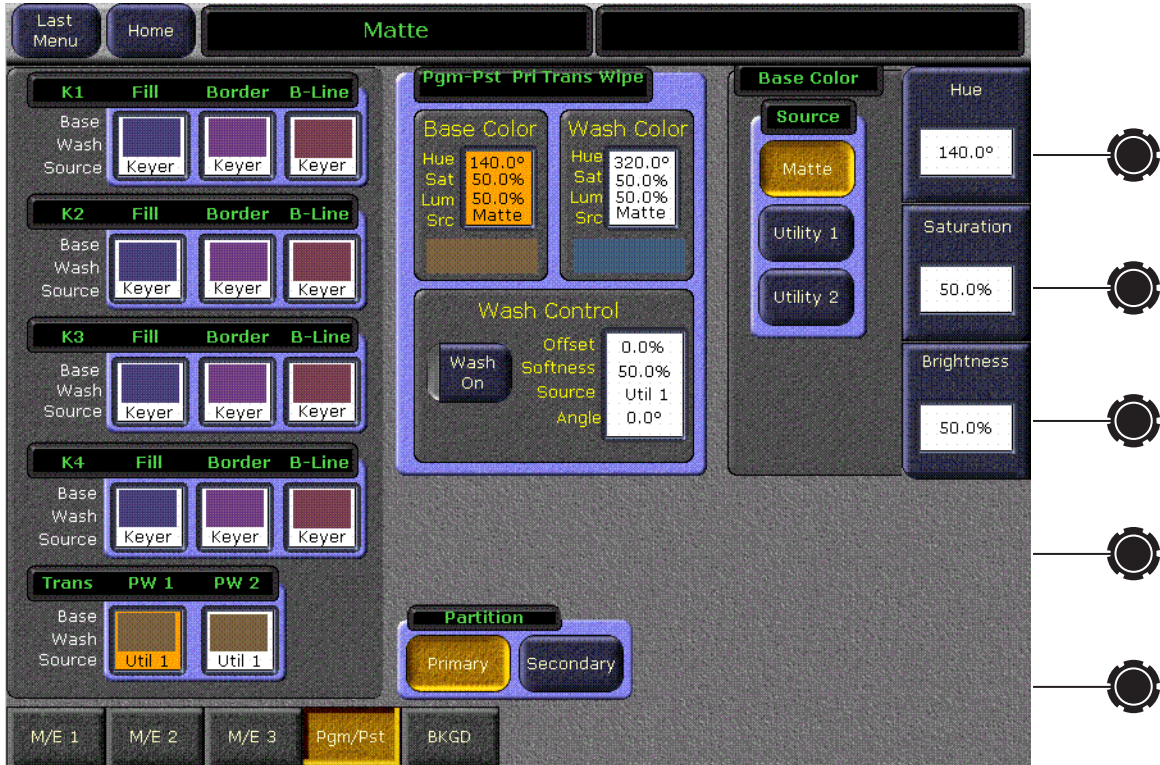 Last Menu
Home
Matte
K1 Fill Border B-Line
Base
Wash
Source Keyer Keyer Keyer
K2 Fill Border B-Line
Base
Wash
Source Keyer Keyer Keyer
K3 Fill Border B-Line
Base
Wash
Source Keyer Keyer Keyer
K4 Fill Border B-Line
Base
Wash
Source Keyer Keyer Keyer
Trans PW 1 PW 2
Base
Wash
Source Util 1 Util 1
Pgm-Pst Pri Trans Wipe
Base Color
Hue 140.0°
Sat 50.0%
Lum 50.0%
Src Matte
Wash Color
Hue 320.0°
Sat 50.0%
Lum 50.0%
Src Matte
Wash Control
Wash On
Offset 0.0%
Softness 50.0%
Source Util 1
Angle 0.0°
Partition
Primary Secondary
Base Color
Source
Matte
Utility 1
Utility 2
Hue
140.0°
Saturation
50.0%
Brightness
50.0%
M/E 1 M/E 2 M/E 3 Pgm/Pst BKGD